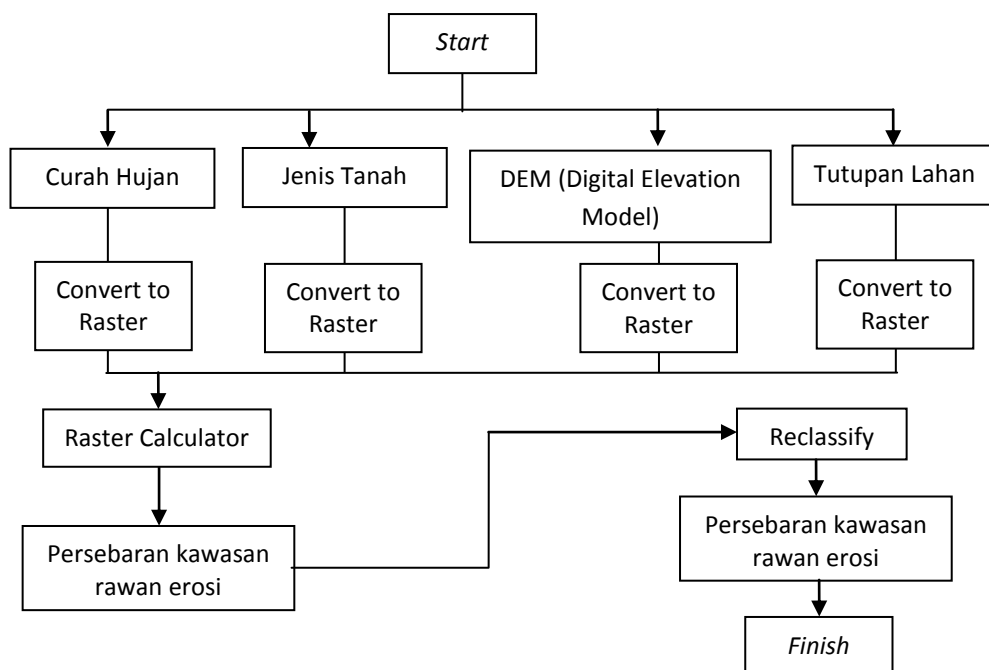 Start
Curah Hujan
Jenis Tanah
DEM (Digital Elevation
Model)
Tutupan Lahan
Convert to
Raster
Convert to
Raster
Convert to
Raster
Convert to
Raster
Raster Calculator
Persebaran kawasan
rawan erosi
Reclassify
Persebaran kawasan
rawan erosi
Finish